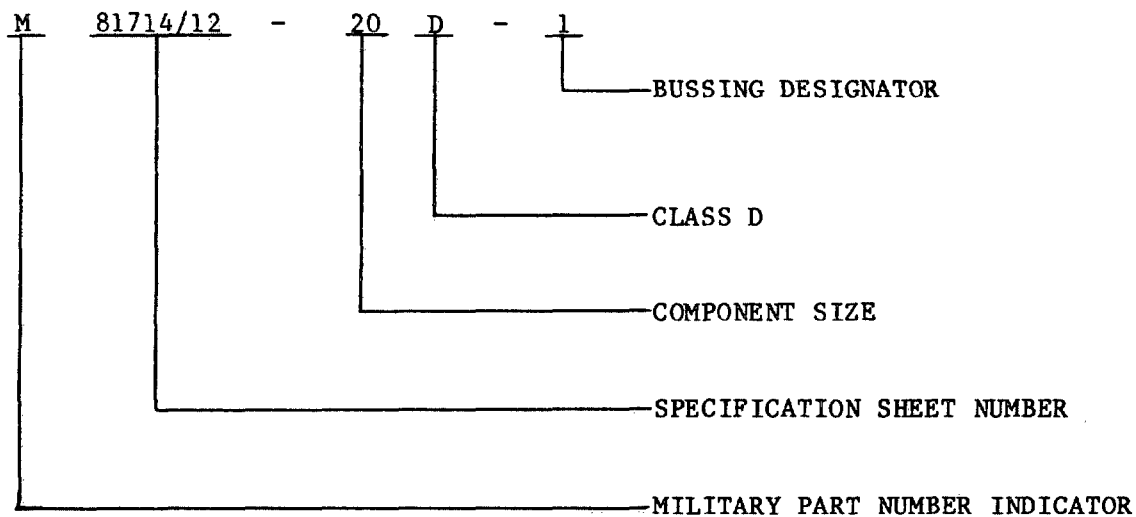 M 81714/12 - 20 D - 1
BUSSING DESIGNATOR
CLASS D
COMPONENT SIZE
SPECIFICATION SHEET NUMBER
MILITARY PART NUMBER INDICATOR